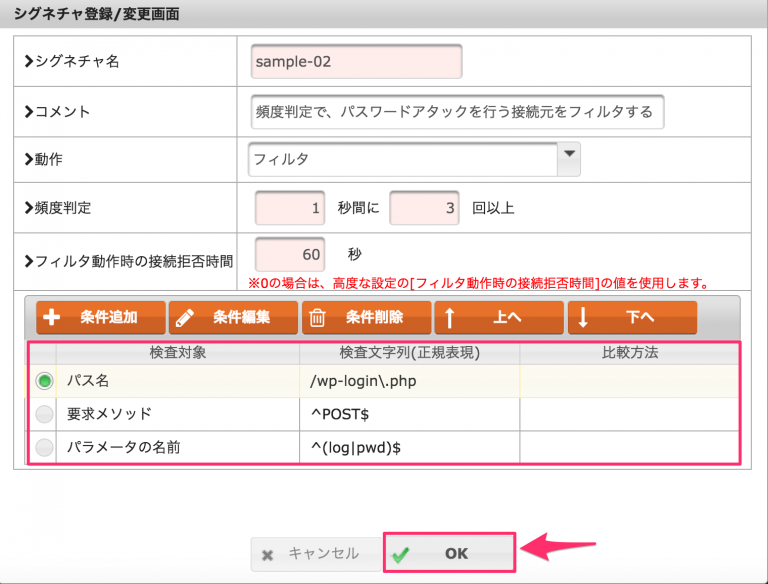 シグネチャ登録/変更画面
シグネチャ名 sample-02
コメント 頻度判定で、パスワードアタックを行う接続元をフィルタする
動作 フィルタ
頻度判定 1 秒間に 3 回以上
フィルタ動作時の接続拒否時間 60 秒
※0の場合は、高度な設定の[フィルタ動作時の接続拒否時間]の値を使用します。
条件追加 条件編集 条件削除 上へ 下へ
検査対象 検査文字列(正規表現) 比較方法
パス名 /wp-login\.php
要求メソッド ^POST$
パラメータの名前 ^(log|pwd)$
キャンセル OK